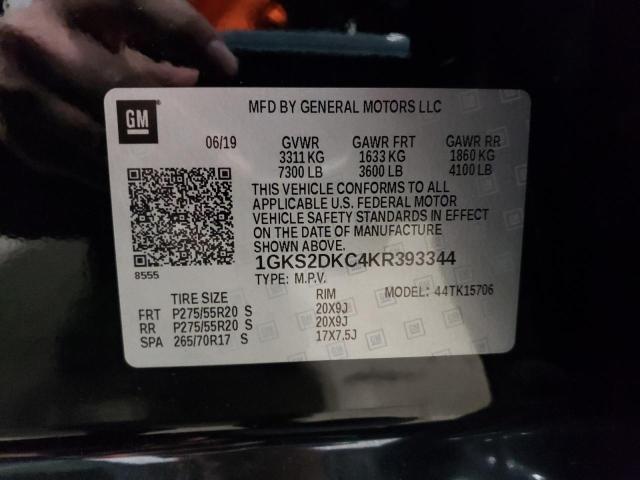 MFD BY GENERAL MOTORS LLC
GM
06/19 GVWR GAWR FRT GAWR RR
3311 KG 1633 KG 1860 KG
7300 LB 3600 LB 4100 LB
THIS VEHICLE CONFORMS TO ALL
APPLICABLE U.S. FEDERAL MOTOR
VEHICLE SAFETY STANDARDS IN EFFECT
ON THE DATE OF MANUFACTURE
SHOWN ABOVE.
8555
1GKS2DKC4KR393344
TYPE: M.P.V. MODEL: 44TK15706
TIRE SIZE RIM
FRT P275/55R20 S 20X9J
RR P275/55R20 S 20X9J
SPA 265/70R17 S 17X7.5J